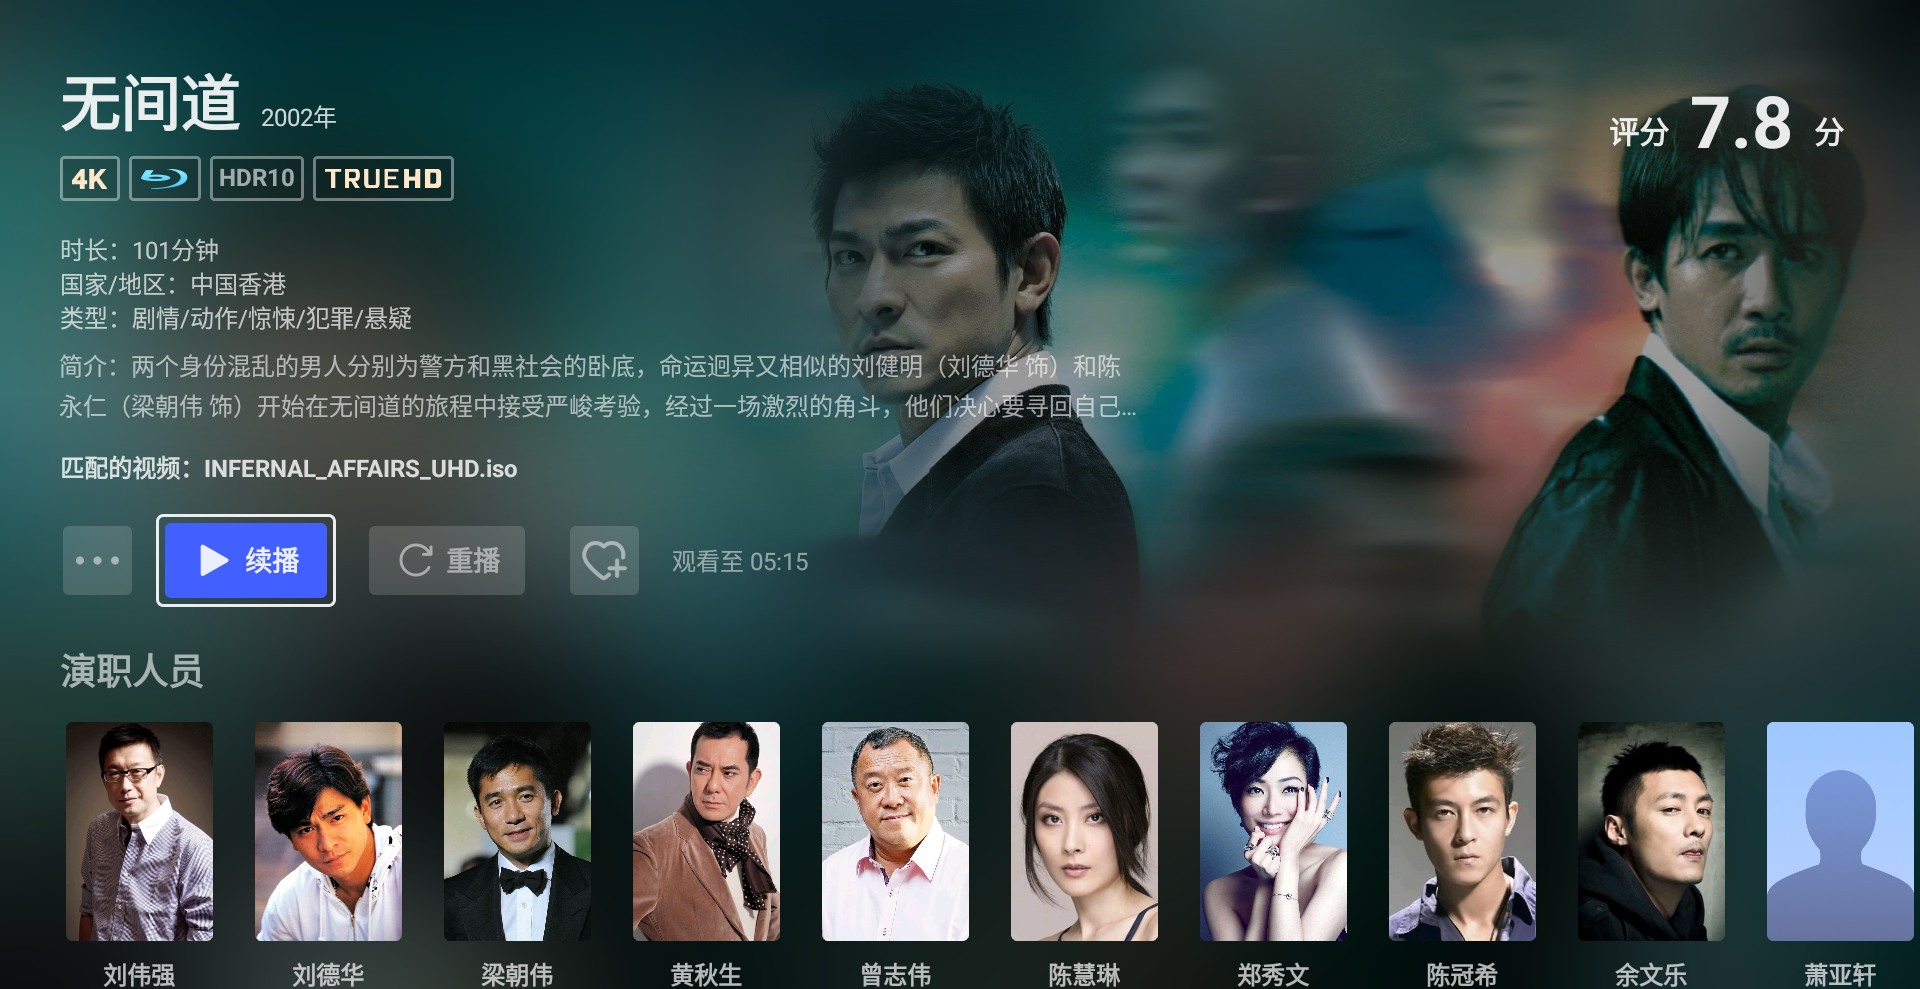 无间道 2002年
评分 7.8 分
4K HDR10 TRUEHD
时长：101分钟
国家/地区：中国香港
类型：剧情/动作/惊悚/犯罪/悬疑
简介：两个身份混乱的男人分别为警方和黑社会的卧底，命运迥异又相似的刘健明（刘德华 饰）和陈
永仁（梁朝伟 饰）开始在无间道的旅程中接受严峻考验，经过一场激烈的角斗，他们决心要寻回自己...
匹配的视频：INFERNAL_AFFAIRS_UHD.iso
续播 重播 观看至 05:15
演职人员
刘伟强 刘德华 梁朝伟 黄秋生 曾志伟 陈慧琳 郑秀文 陈冠希 余文乐 萧亚轩